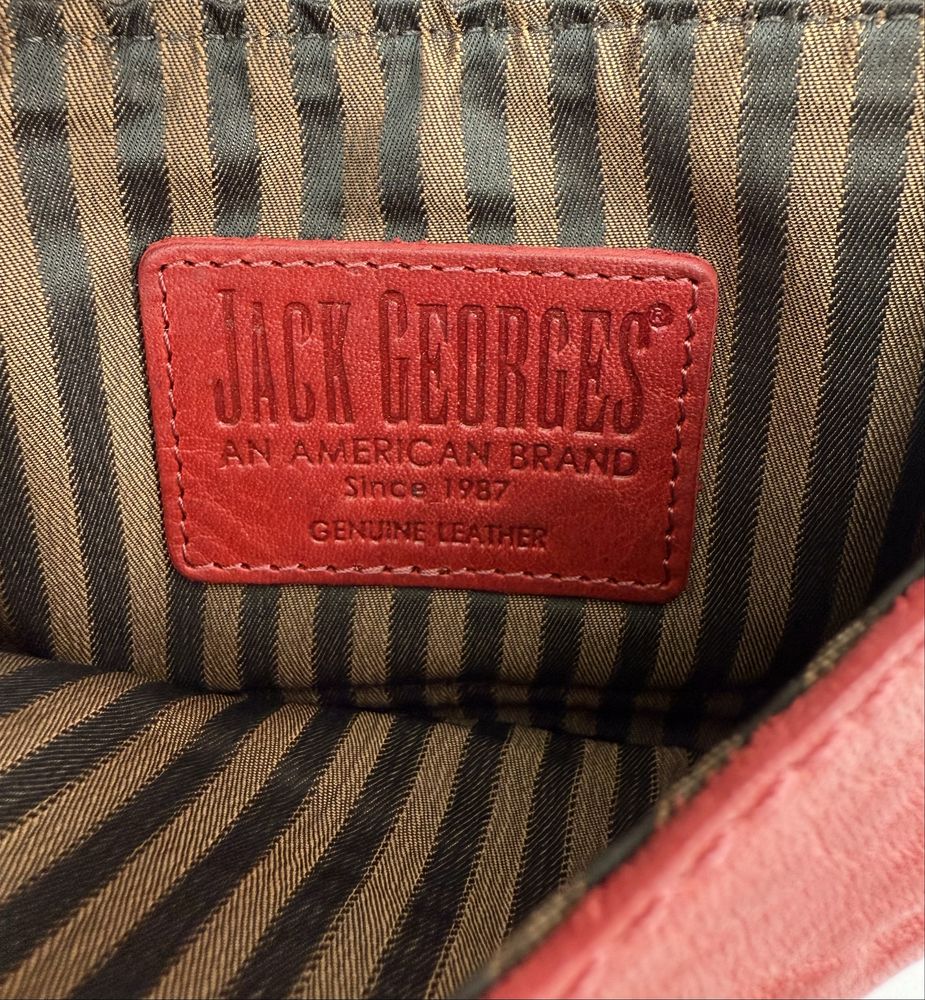 JACK GEORGES®
AN AMERICAN BRAND
Since 1987
GENUINE LEATHER